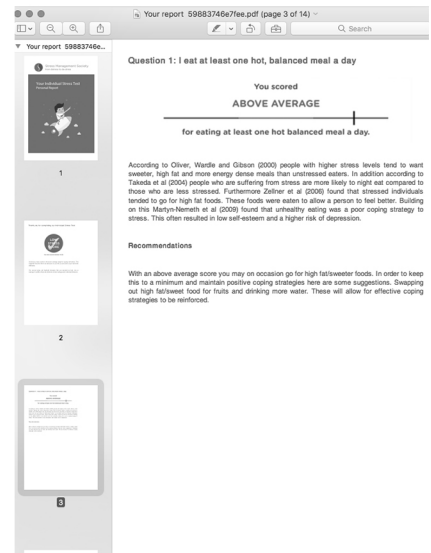 Your report 59883746e7fee.pdf (page 3 of 14)
Search
Your report 59883746e...
Your Individual Stress Test
Personal Report
1
2
3
Question 1: I eat at least one hot, balanced meal a day
You scored
ABOVE AVERAGE
for eating at least one hot balanced meal a day.
According to Oliver, Wardle and Gibson (2000) people with higher stress levels tend to want
sweeter, high fat and more energy dense meals than unstressed eaters. In addition according to
Takeda et al (2004) people who are suffering from stress are more likely to night eat compared to
those who are less stressed. Furthermore Zellner et al (2006) found that stressed individuals
tended to go for high fat foods. These foods were eaten to allow a person to feel better. Building
on this Martyn-Nemeth et al (2009) found that unhealthy eating was a poor coping strategy to
stress. This often resulted in low self-esteem and a higher risk of depression.
Recommendations
With an above average score you may on occasion go for high fat/sweeter foods. In order to keep
this to a minimum and maintain positive coping strategies here are some suggestions. Swapping
out high fat/sweet food for fruits and drinking more water. These will allow for effective coping
strategies to be reinforced.